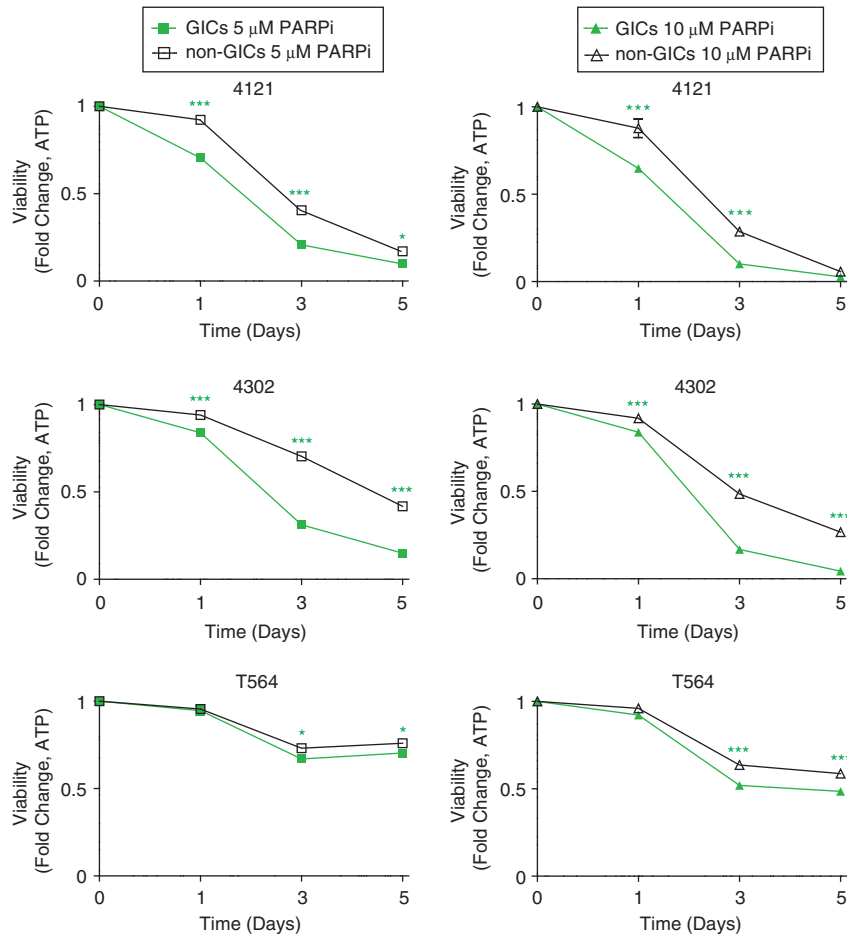 GICs 5 μM PARPi
non-GICs 5 μM PARPi
GICs 10 μM PARPi
non-GICs 10 μM PARPi
4121
***
***
*
1
0.5
0
Viability
(Fold Change, ATP)
0 1 3 5
Time (Days)
4121
***
***
1
0.5
0
Viability
(Fold Change, ATP)
0 1 3 5
Time (Days)
4302
***
***
***
1
0.5
0
Viability
(Fold Change, ATP)
0 1 3 5
Time (Days)
4302
***
***
***
1
0.5
0
Viability
(Fold Change, ATP)
0 1 3 5
Time (Days)
T564
*
*
1
0.5
0
Viability
(Fold Change, ATP)
0 1 3 5
Time (Days)
T564
***
***
1
0.5
0
Viability
(Fold Change, ATP)
0 1 3 5
Time (Days)